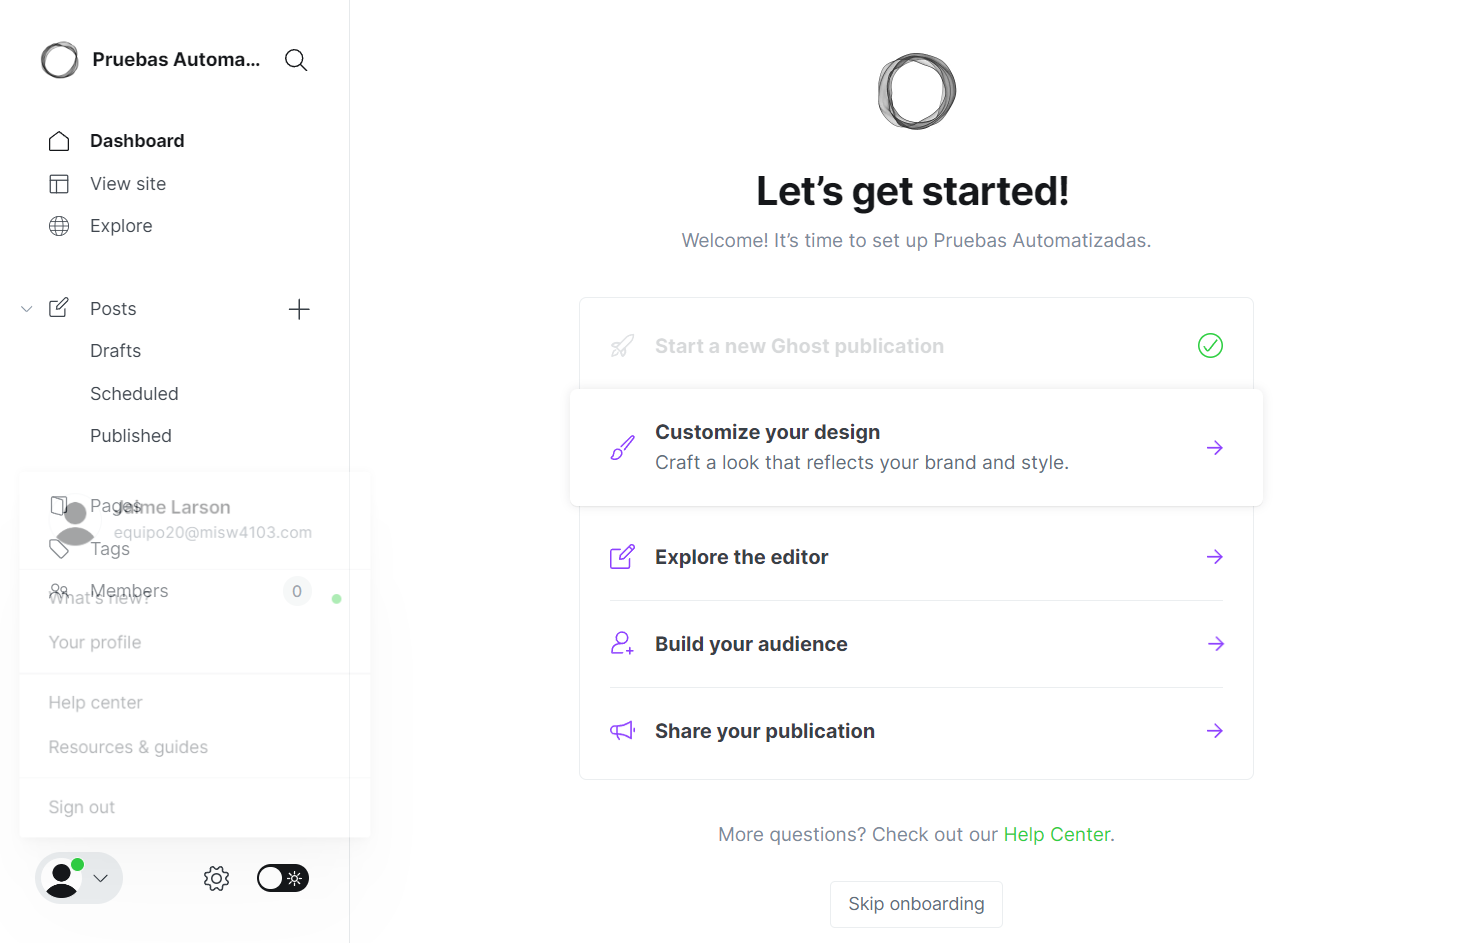 Pruebas Automa...
Dashboard
View site
Explore
Posts
Drafts
Scheduled
Published
Pages
Jaime Larson
equipo20@misw4103.com
Tags
Members
0
What's new?
Your profile
Help center
Resources & guides
Sign out
Let’s get started!
Welcome! It’s time to set up Pruebas Automatizadas.
Start a new Ghost publication
Customize your design
Craft a look that reflects your brand and style.
Explore the editor
Build your audience
Share your publication
More questions? Check out our Help Center.
Skip onboarding